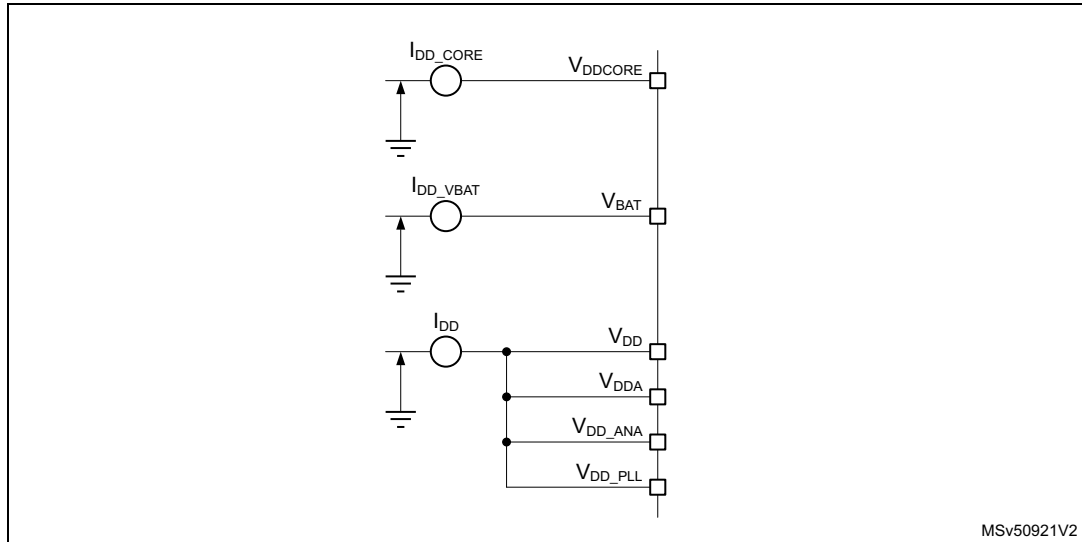 IDD_CORE
VDDCORE
IDD_VBAT
VBAT
IDD
VDD
VDDA
VDD_ANA
VDD_PLL
MSv50921V2